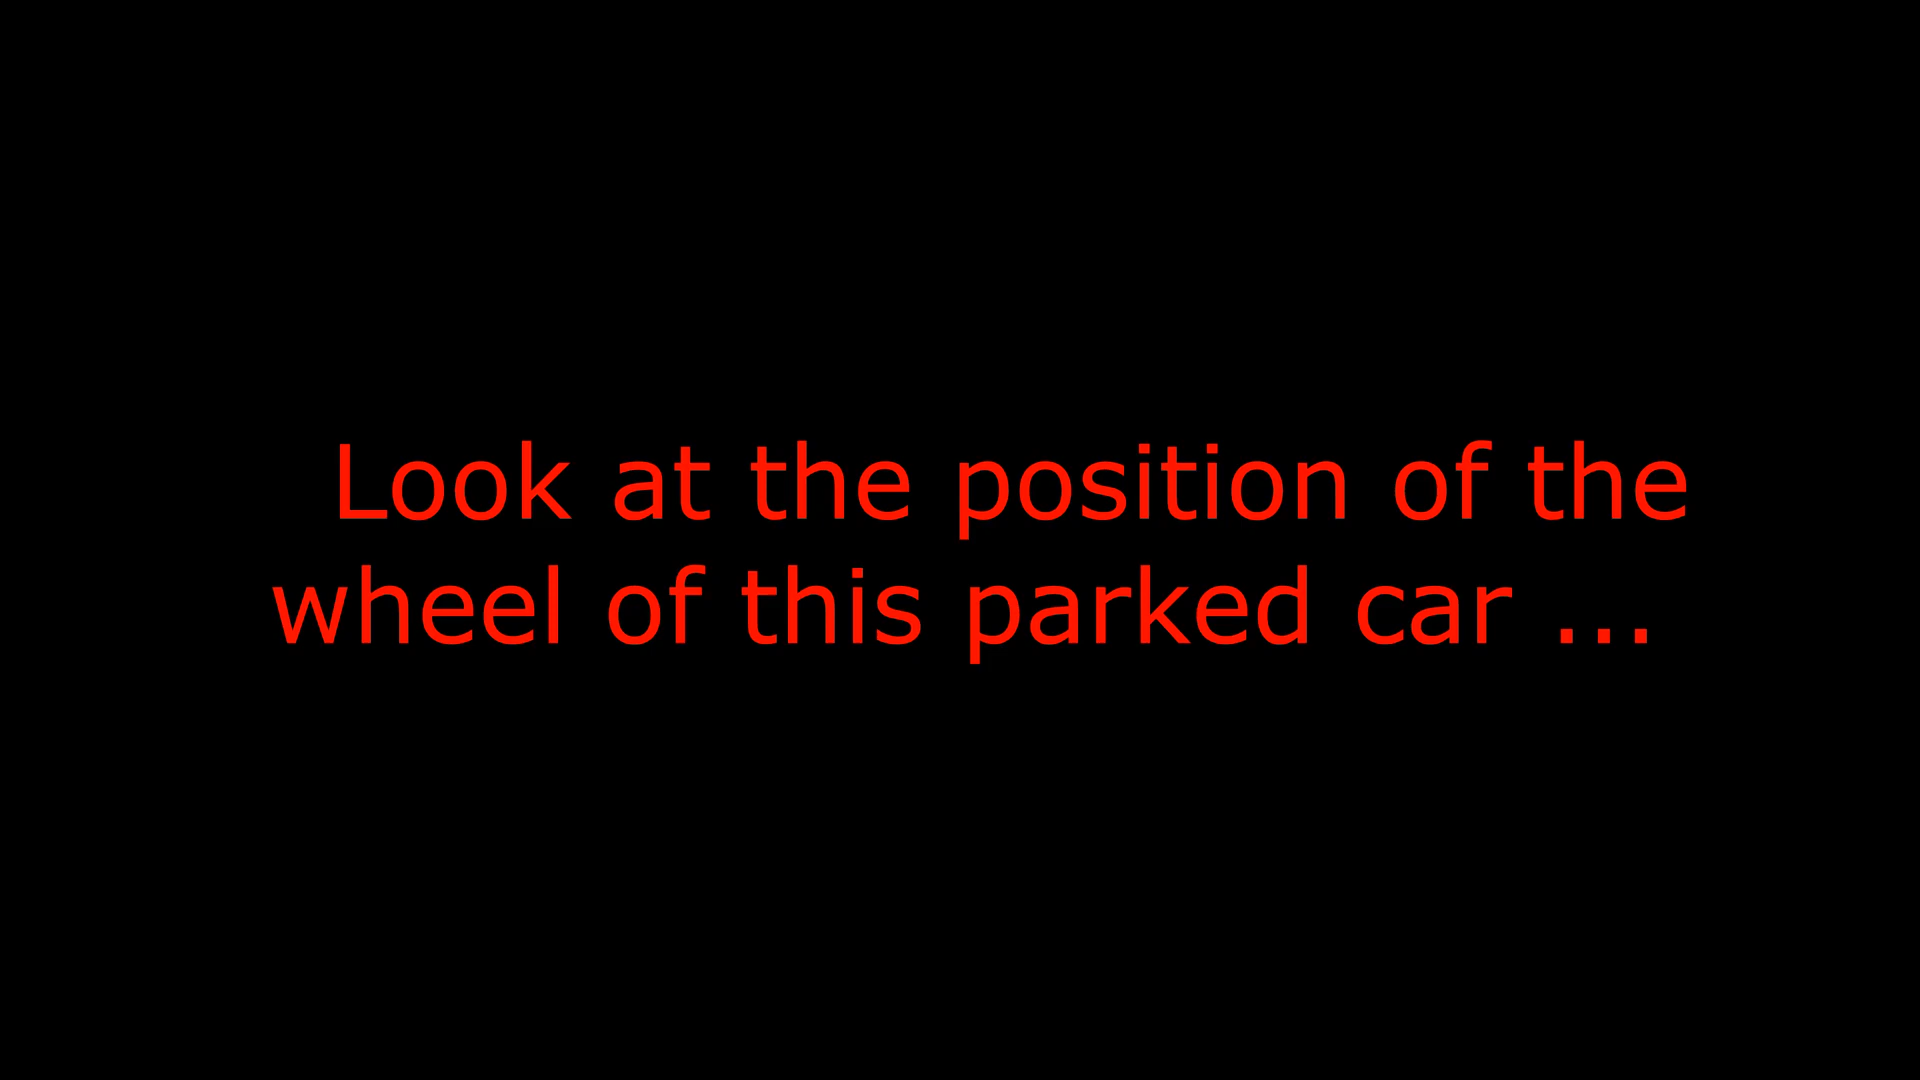 Look at the position of the
wheel of this parked car ...